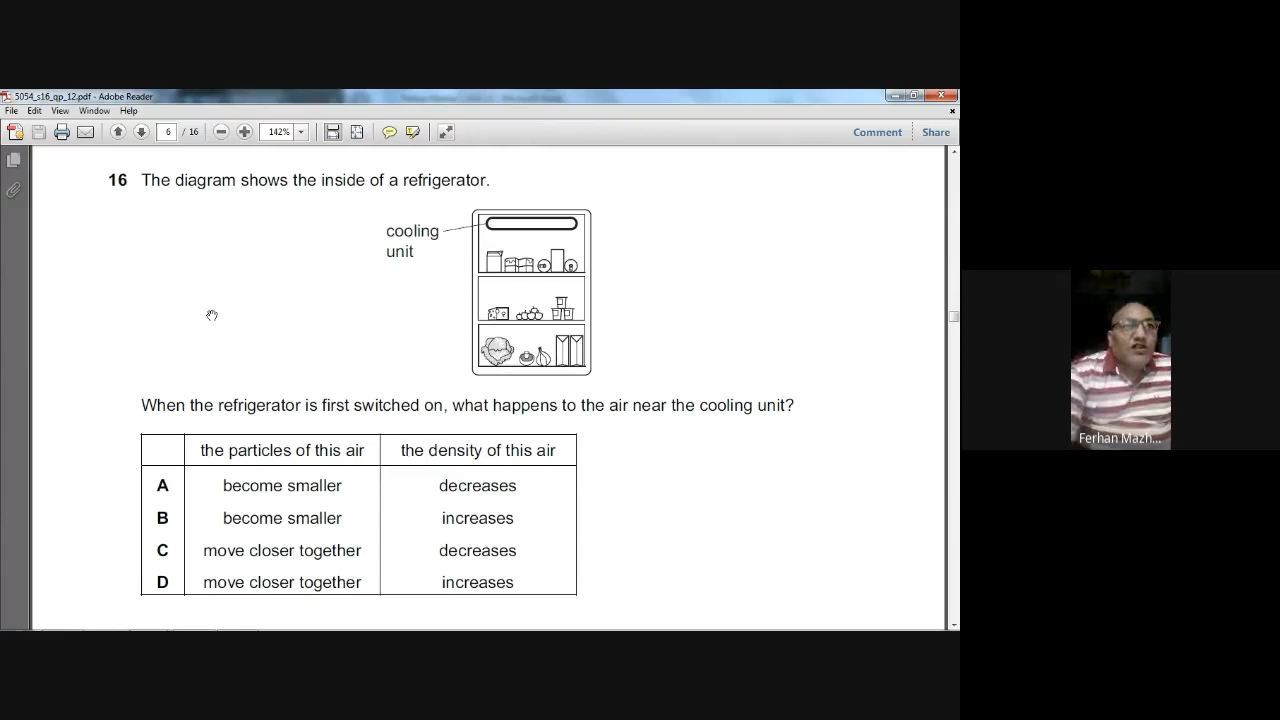 5054_s16_qp_12.pdf - Adobe Reader
File Edit View Window Help
6 / 16 142% Comment Share
16 The diagram shows the inside of a refrigerator.
cooling
unit
When the refrigerator is first switched on, what happens to the air near the cooling unit?
the particles of this air the density of this air
A become smaller decreases
B become smaller increases
C move closer together decreases
D move closer together increases
Ferhan Mazh...